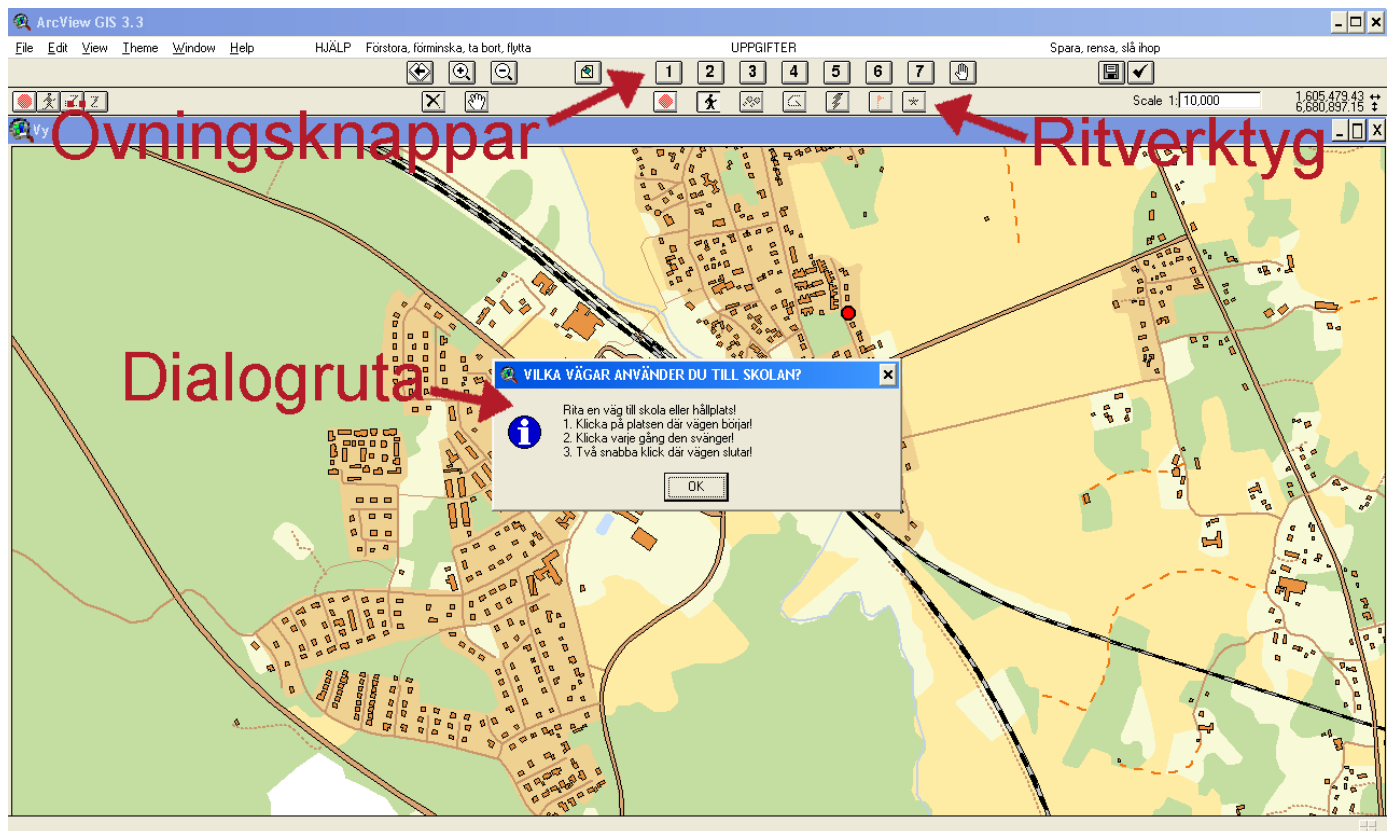 ArcView GIS 3.3
File Edit View Theme Window Help HJÄLP Förstora, förminska, ta bort, flytta UPPGIFTER Spara, rensa, slå ihop
1 2 3 4 5 6 7
Scale 1: 10,000 1,605,479.43
6,680,897.15
Vy
Övningsknappar
Ritverktyg
Dialogruta
VILKA VÄGAR ANVÄNDER DU TILL SKOLAN?
Rita en väg till skola eller hållplats!
1. Klicka på platsen där vägen börjar!
2. Klicka varje gång den svänger!
3. Två snabba klick där vägen slutar!
OK